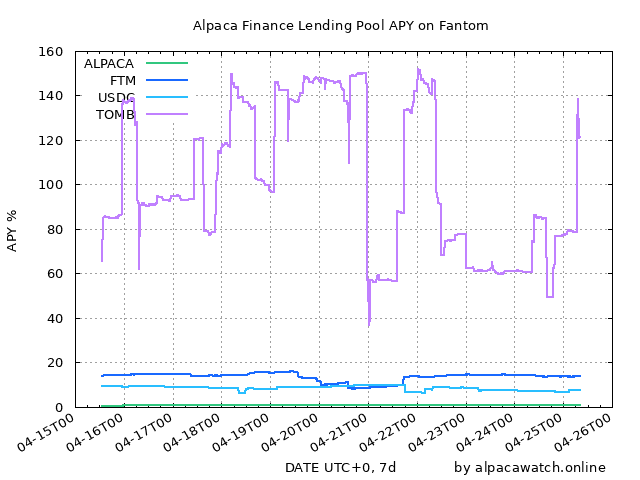 Alpaca Finance Lending Pool APY on Fantom
160
140
120
100
80
60
40
20
0
APY %
ALPACA
FTM
USDC
TOMB
04-15T00
04-16T00
04-17T00
04-18T00
04-19T00
04-20T00
04-21T00
04-22T00
04-23T00
04-24T00
04-25T00
04-26T00
DATE UTC+0, 7d
by alpacawatch.online